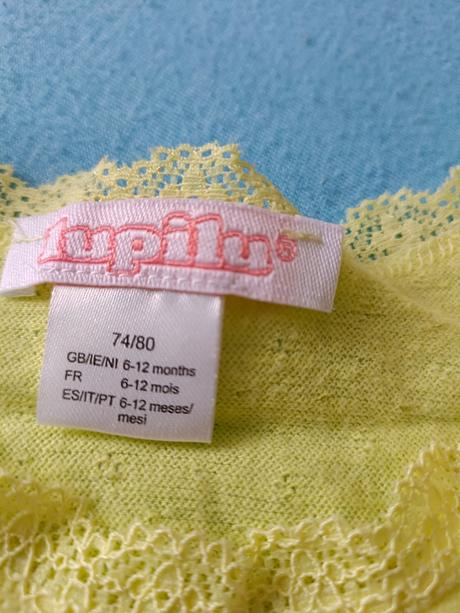 lupilu®
74/80
GB/IE/NI 6-12 months
FR 6-12 mois
ES/IT/PT 6-12 meses/
mesi